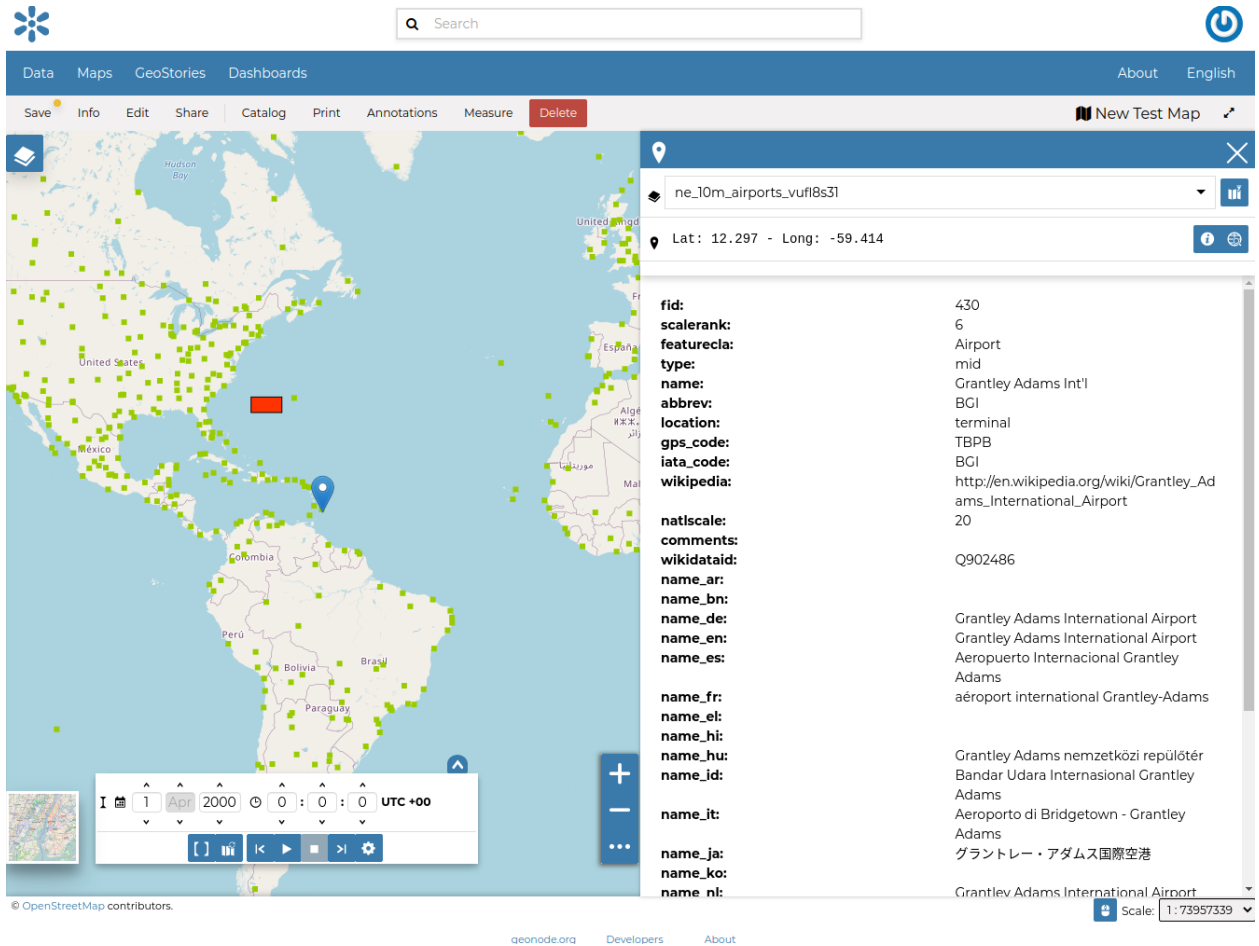 Search
Data Maps GeoStories Dashboards About English
Save Info Edit Share Catalog Print Annotations Measure Delete New Test Map
Hudson
Bay
United States
México
Colombia
Perú
Bolivia
Brasil
Paraguay
España
موريتانيا
ne_10m_airports_vufl8s31
Lat: 12.297 - Long: -59.414
fid: 430
scalerank: 6
featurecla: Airport
type: mid
name: Grantley Adams Int'l
abbrev: BGI
location: terminal
gps_code: TBPB
iata_code: BGI
wikipedia: http://en.wikipedia.org/wiki/Grantley_Ad
ams_International_Airport
natlscale: 20
comments:
wikidataid: Q902486
name_ar:
name_bn:
name_de: Grantley Adams International Airport
name_en: Grantley Adams International Airport
name_es: Aeropuerto Internacional Grantley
Adams
name_fr: aéroport international Grantley-Adams
name_el:
name_hi:
name_hu: Grantley Adams nemzetközi repülőtér
name_id: Bandar Udara Internasional Grantley
Adams
name_it: Aeroporto di Bridgetown - Grantley
Adams
name_ja: グラントレー・アダムス国際空港
name_ko:
name_nl: Grantley Adams International Airport
1 Apr 2000 0 : 0 : 0 UTC +00
© OpenStreetMap contributors.
Scale: 1 : 73957339
geonode.org Developers About